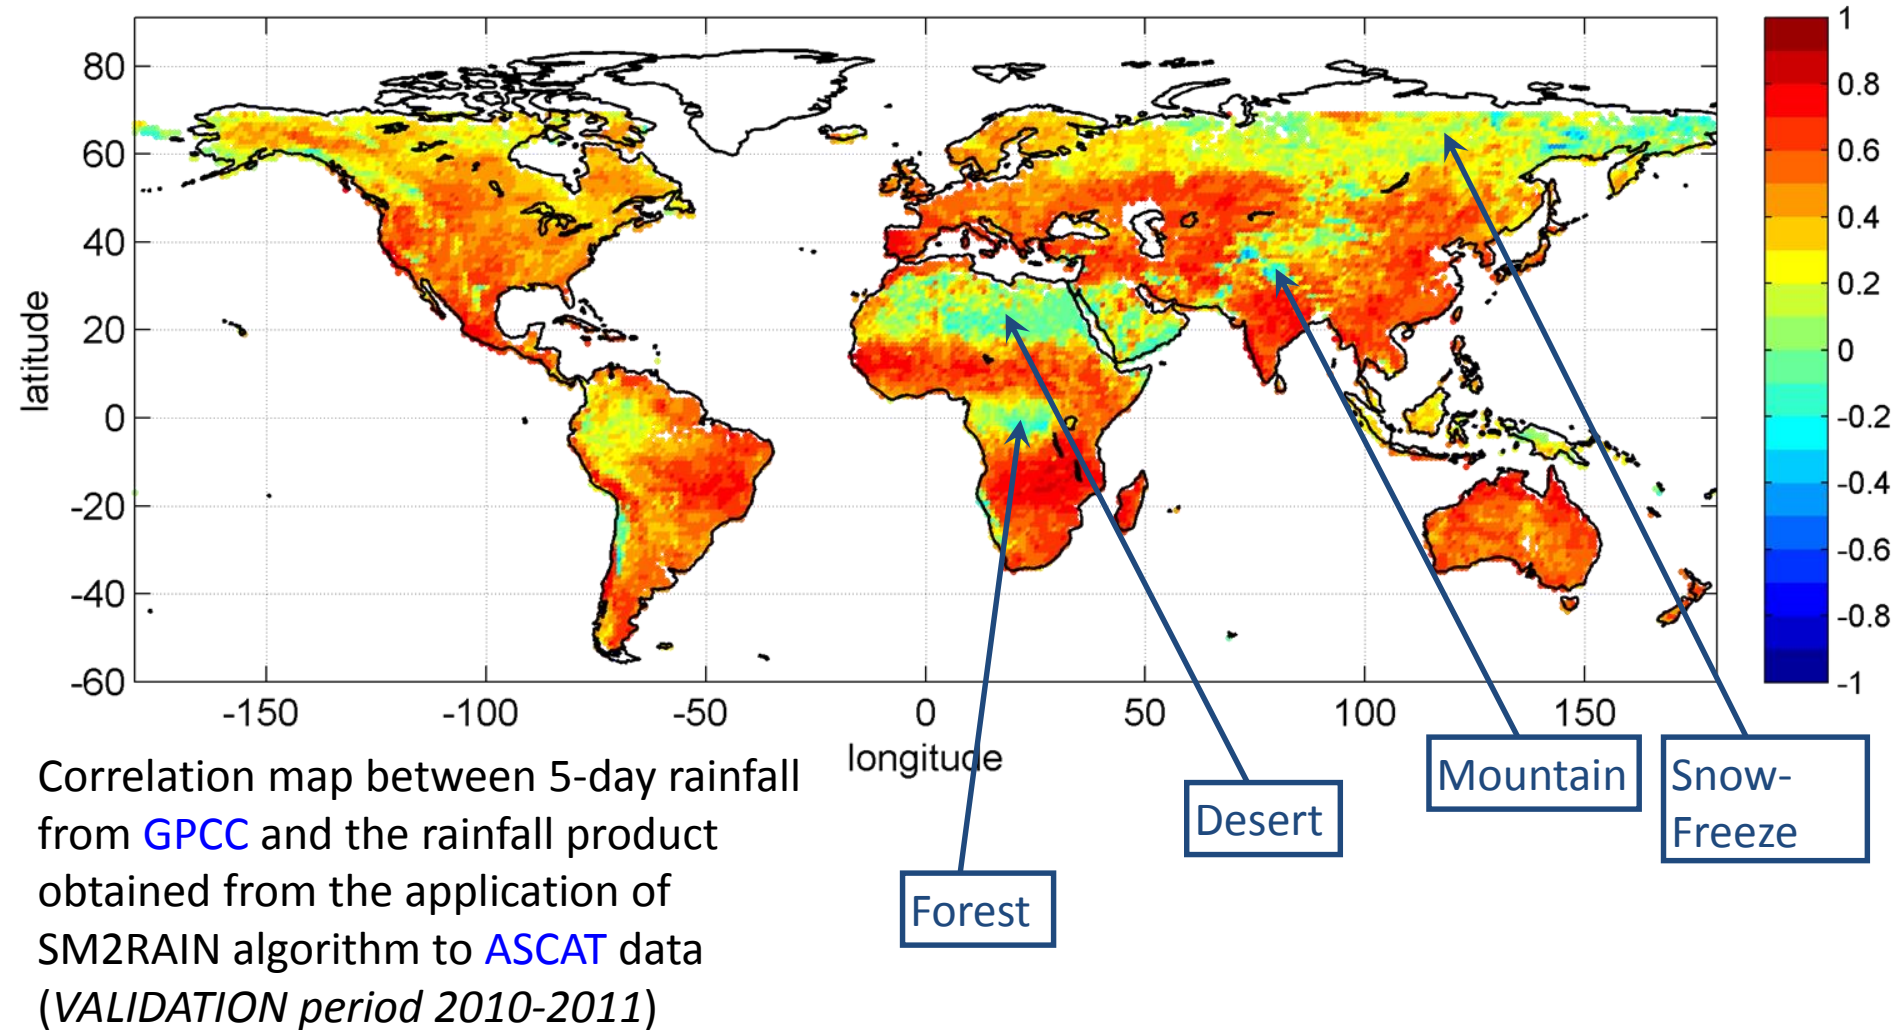 80
60
40
20
0
-20
-40
-60
latitude
-150
-100
-50
0
50
100
150
longitude
1
0.8
0.6
0.4
0.2
0
-0.2
-0.4
-0.6
-0.8
-1
Mountain
Snow-
Freeze
Desert
Forest
Correlation map between 5-day rainfall
from GPCC and the rainfall product
obtained from the application of
SM2RAIN algorithm to ASCAT data
(VALIDATION period 2010-2011)